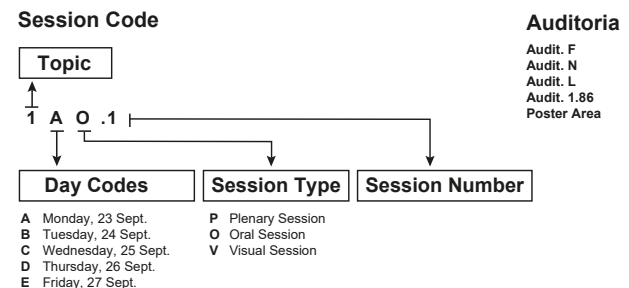 Session Code
Topic
1 A O .1
Day Codes
A Monday, 23 Sept.
B Tuesday, 24 Sept.
C Wednesday, 25 Sept.
D Thursday, 26 Sept.
E Friday, 27 Sept.
Session Type
P Plenary Session
O Oral Session
V Visual Session
Session Number
Auditoria
Audit. F
Audit. N
Audit. L
Audit. 1.86
Poster Area